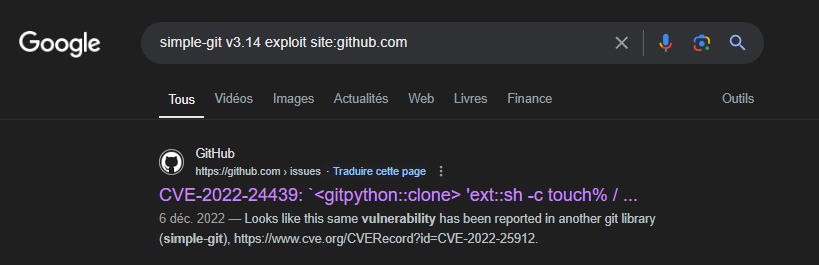 Google
simple-git v3.14 exploit site:github.com
Tous Vidéos Images Actualités Web Livres Finance Outils
GitHub
https://github.com › issues · Traduire cette page
CVE-2022-24439: `<gitpython::clone> 'ext::sh -c touch% / ...
6 déc. 2022 — Looks like this same vulnerability has been reported in another git library
(simple-git), https://www.cve.org/CVERecord?id=CVE-2022-25912.